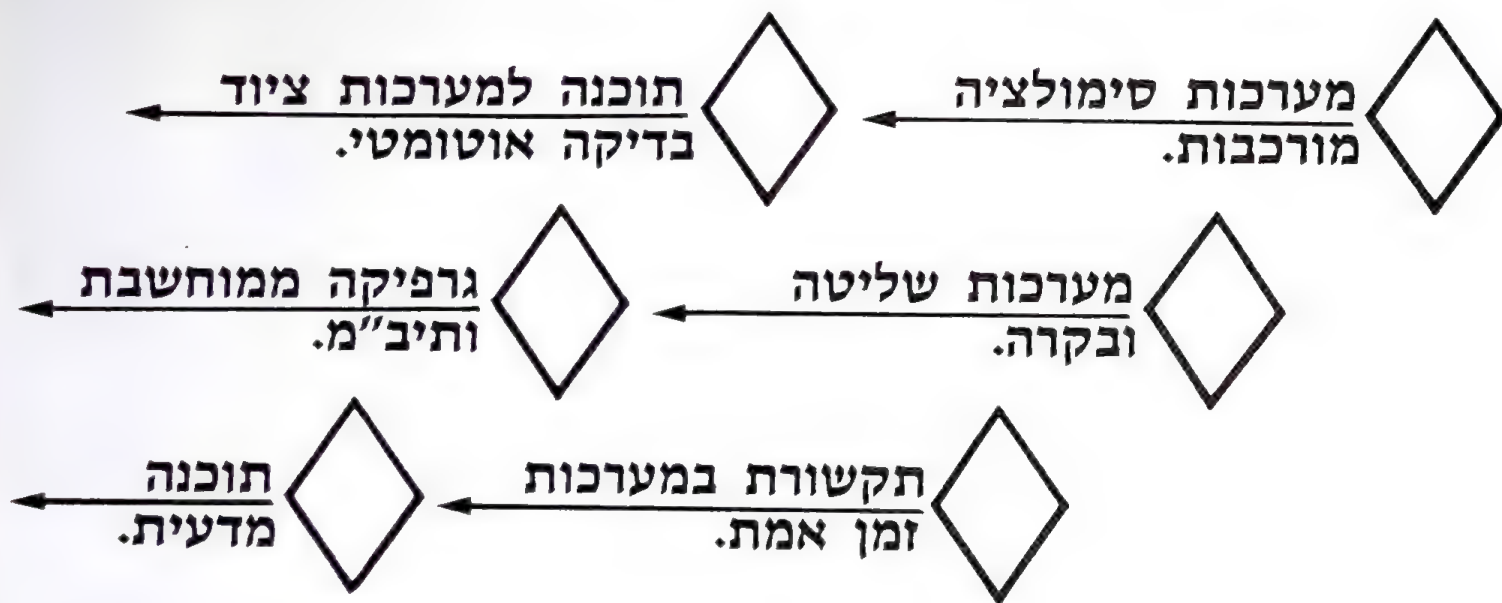 מערכות סימולציה
מורכבות.
תוכנה למערכות ציוד
בדיקה אוטומטי.
מערכות שליטה
ובקרה.
גרפיקה ממוחשבת
ותיב״מ.
תקשורת במערכות
זמן אמת.
תוכנה
מדעית.